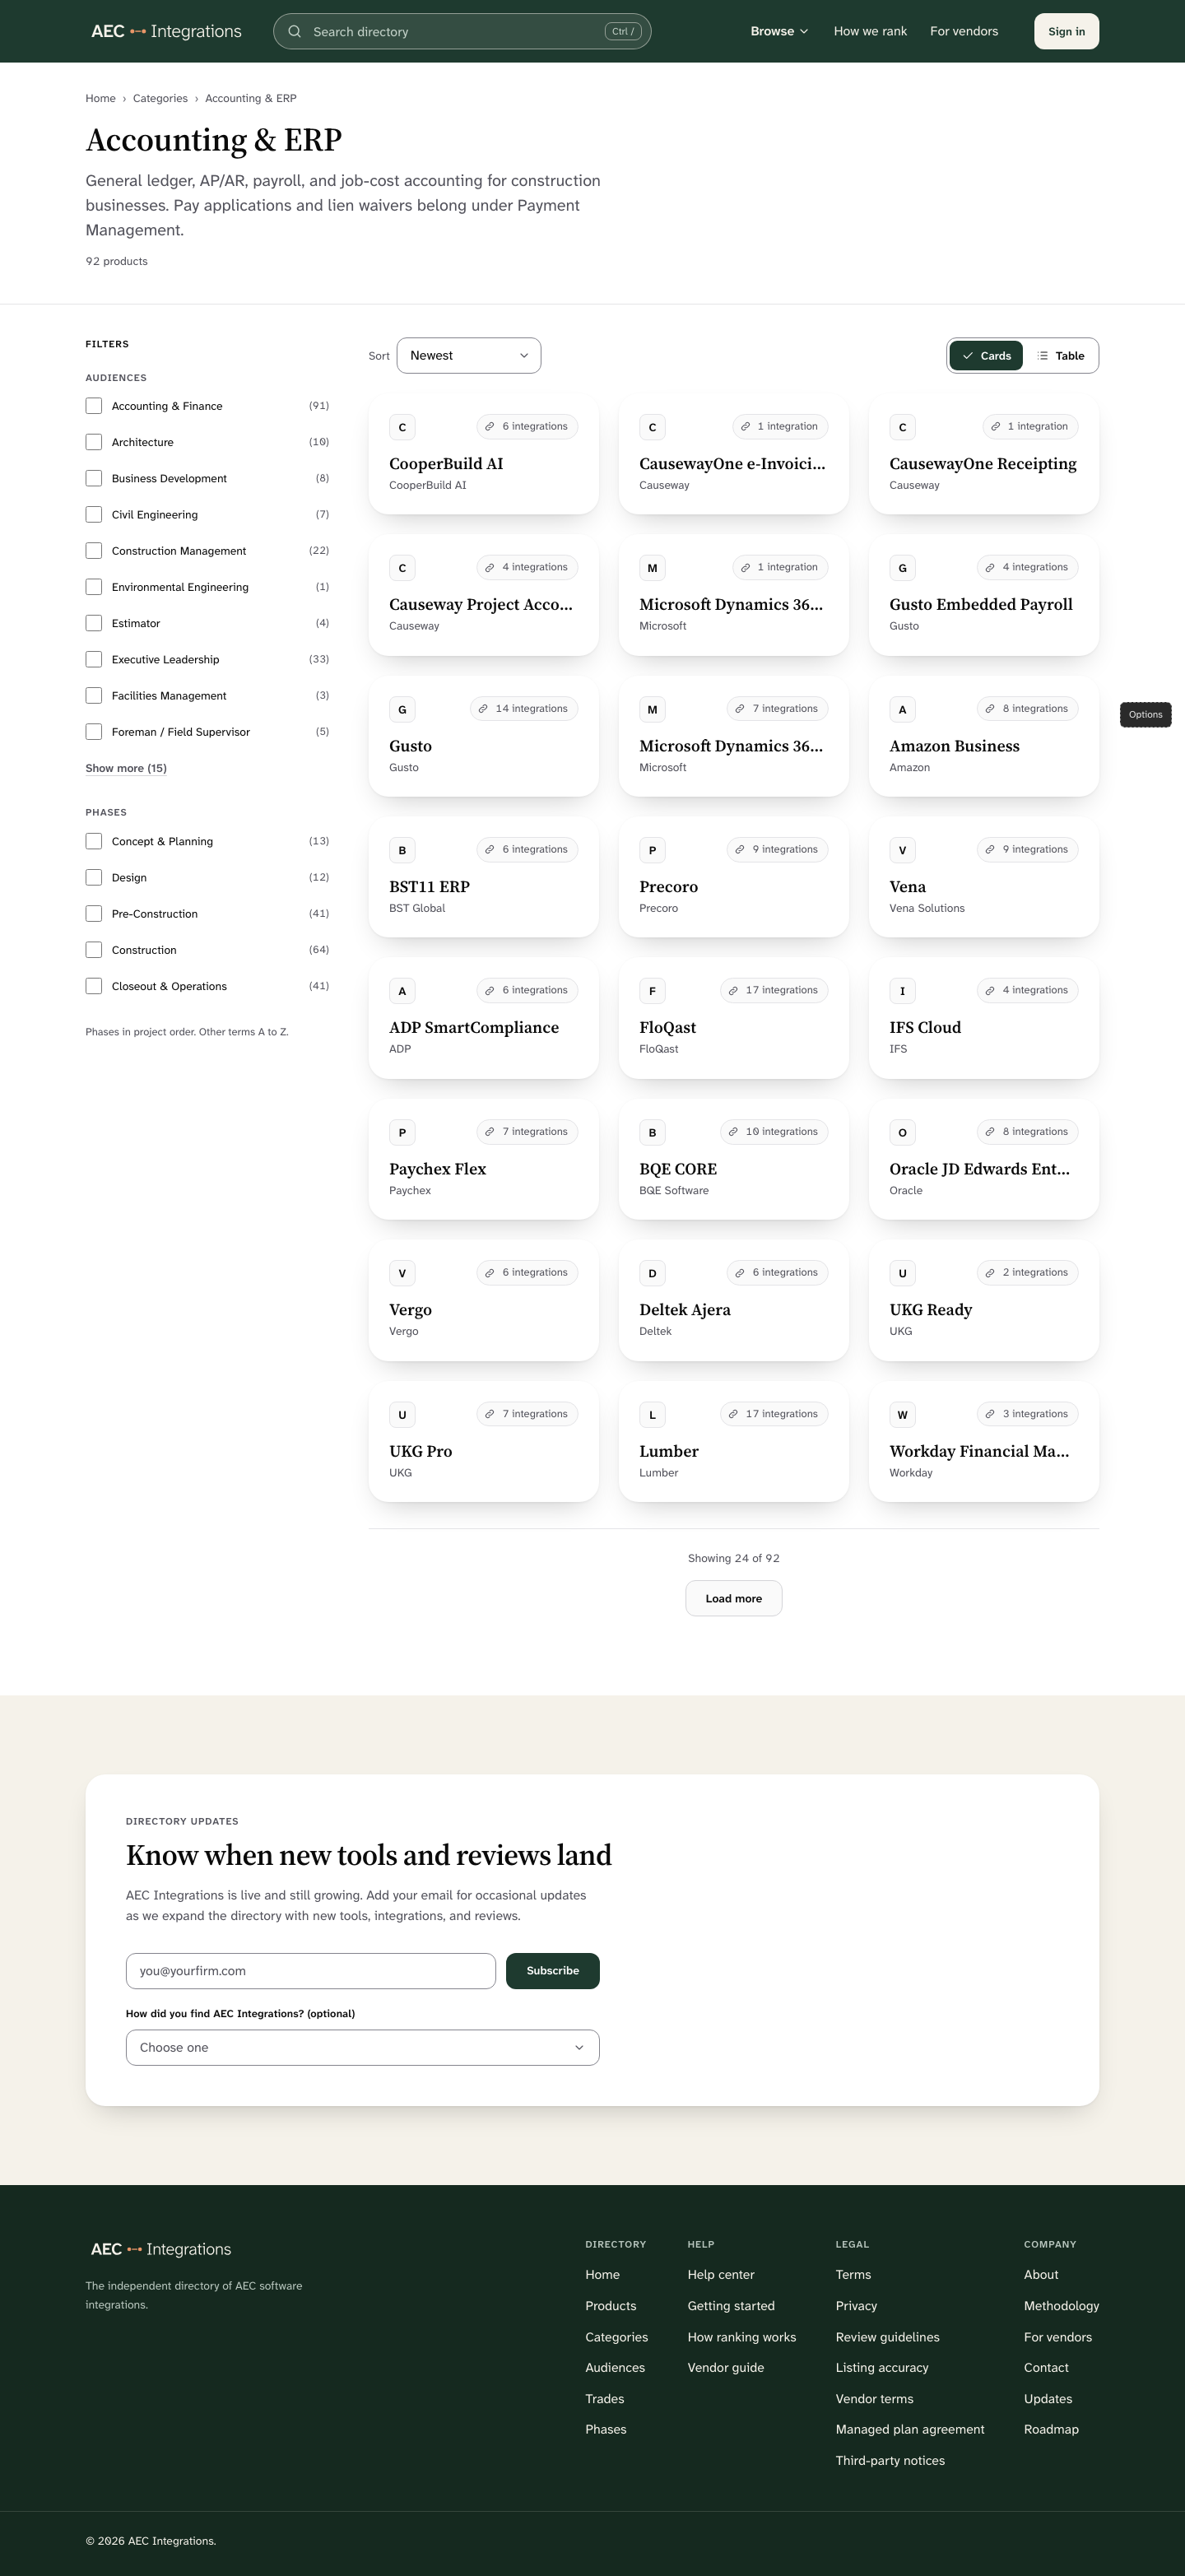 AEC Integrations
Search directory
Ctrl /
Browse
How we rank
For vendors
Sign in
Home › Categories › Accounting & ERP
Accounting & ERP
General ledger, AP/AR, payroll, and job-cost accounting for construction
businesses. Pay applications and lien waivers belong under Payment
Management.
92 products
FILTERS
AUDIENCES
Accounting & Finance (91)
Architecture (10)
Business Development (8)
Civil Engineering (7)
Construction Management (22)
Environmental Engineering (1)
Estimator (4)
Executive Leadership (33)
Facilities Management (3)
Foreman / Field Supervisor (5)
Show more (15)
PHASES
Concept & Planning (13)
Design (12)
Pre-Construction (41)
Construction (64)
Closeout & Operations (41)
Phases in project order. Other terms A to Z.
Sort
Newest
Cards
Table
C
6 integrations
CooperBuild AI
CooperBuild AI
C
1 integration
CausewayOne e-Invoici...
Causeway
C
1 integration
CausewayOne Receipting
Causeway
C
4 integrations
Causeway Project Acco...
Causeway
M
1 integration
Microsoft Dynamics 36...
Microsoft
G
4 integrations
Gusto Embedded Payroll
Gusto
G
14 integrations
Gusto
Gusto
M
7 integrations
Microsoft Dynamics 36...
Microsoft
A
8 integrations
Amazon Business
Amazon
Options
B
6 integrations
BST11 ERP
BST Global
P
9 integrations
Precoro
Precoro
V
9 integrations
Vena
Vena Solutions
A
6 integrations
ADP SmartCompliance
ADP
F
17 integrations
FloQast
FloQast
I
4 integrations
IFS Cloud
IFS
P
7 integrations
Paychex Flex
Paychex
B
10 integrations
BQE CORE
BQE Software
O
8 integrations
Oracle JD Edwards Ent...
Oracle
V
6 integrations
Vergo
Vergo
D
6 integrations
Deltek Ajera
Deltek
U
2 integrations
UKG Ready
UKG
U
7 integrations
UKG Pro
UKG
L
17 integrations
Lumber
Lumber
W
3 integrations
Workday Financial Ma...
Workday
Showing 24 of 92
Load more
DIRECTORY UPDATES
Know when new tools and reviews land
AEC Integrations is live and still growing. Add your email for occasional updates
as we expand the directory with new tools, integrations, and reviews.
you@yourfirm.com
Subscribe
How did you find AEC Integrations? (optional)
Choose one
AEC Integrations
The independent directory of AEC software
integrations.
DIRECTORY
Home
Products
Categories
Audiences
Trades
Phases
HELP
Help center
Getting started
How ranking works
Vendor guide
LEGAL
Terms
Privacy
Review guidelines
Listing accuracy
Vendor terms
Managed plan agreement
Third-party notices
COMPANY
About
Methodology
For vendors
Contact
Updates
Roadmap
© 2026 AEC Integrations.